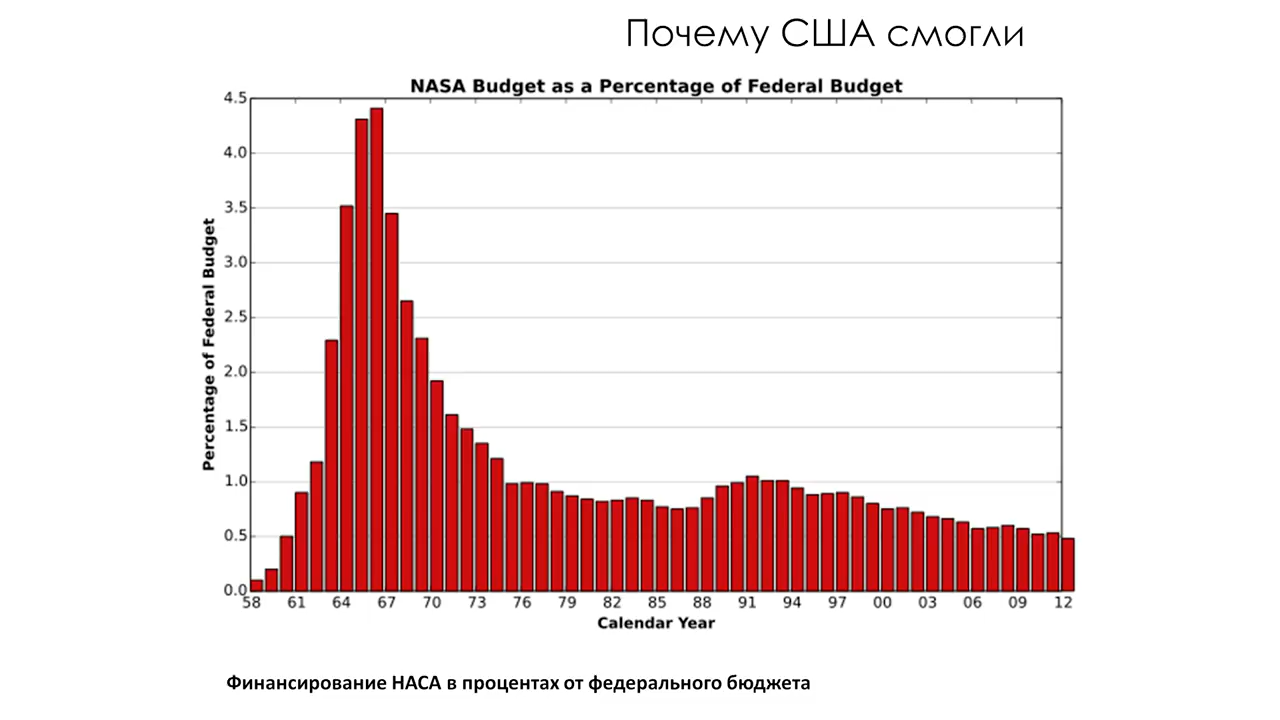 Почему США смогли
NASA Budget as a Percentage of Federal Budget
Percentage of Federal Budget
4.5
4.0
3.5
3.0
2.5
2.0
1.5
1.0
0.5
0.0
58 61 64 67 70 73 76 79 82 85 88 91 94 97 00 03 06 09 12
Calendar Year
Финансирование НАСА в процентах от федерального бюджета